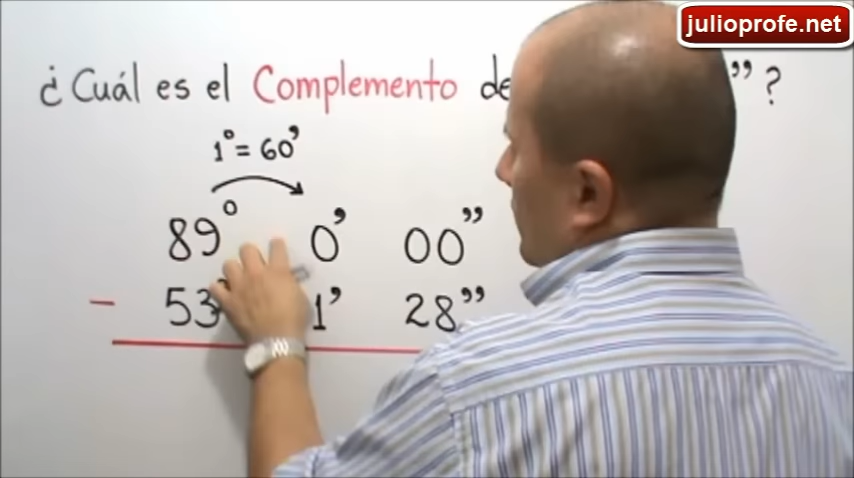 julioprofe.net
¿Cuál es el Complemento de ” ?
1° = 60’
89° 0’ 00”
- 53 1’ 28”